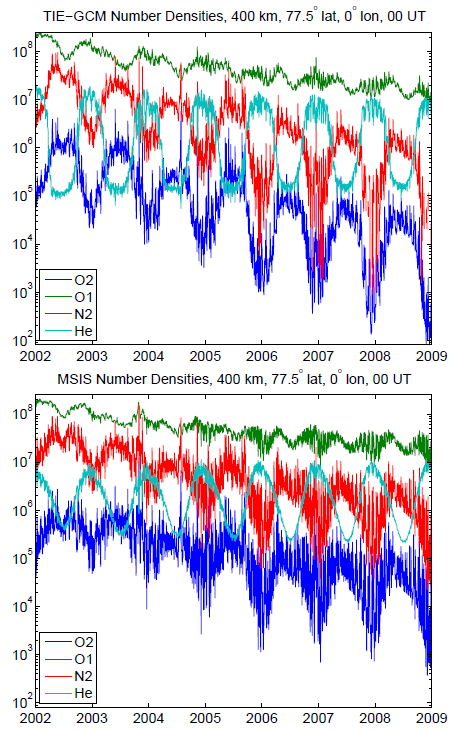 TIE-GCM Number Densities, 400 km, 77.5° lat, 0° lon, 00 UT
10^8
10^7
10^6
10^5
10^4
10^3
10^2
O2
O1
N2
He
2002 2003 2004 2005 2006 2007 2008 2009
MSIS Number Densities, 400 km, 77.5° lat, 0° lon, 00 UT
10^8
10^7
10^6
10^5
10^4
10^3
10^2
O2
O1
N2
He
2002 2003 2004 2005 2006 2007 2008 2009